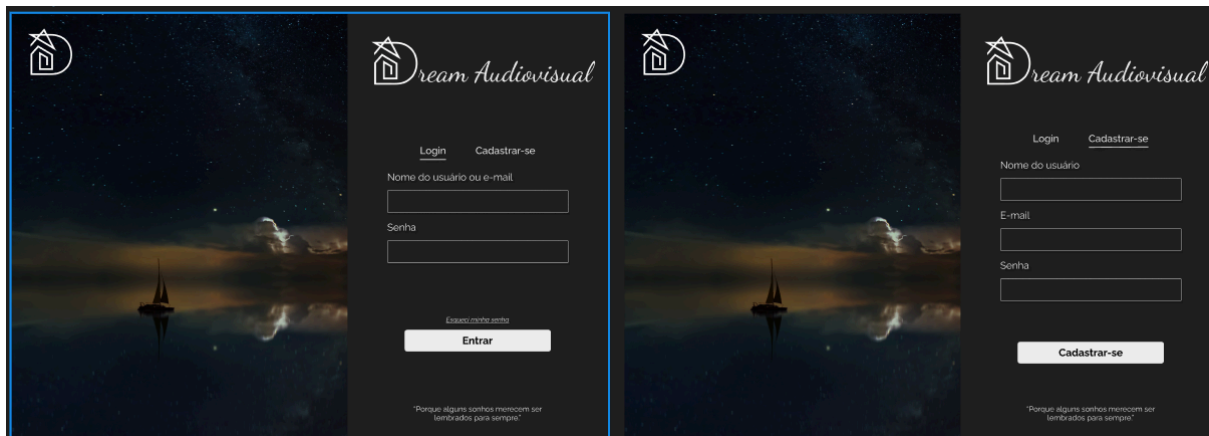 Dream Audiovisual
Login Cadastrar-se
Nome do usuário ou e-mail
Senha
Esqueci minha senha
Entrar
"Porque alguns sonhos merecem ser
lembrados para sempre."
Dream Audiovisual
Login Cadastrar-se
Nome do usuário
E-mail
Senha
Cadastrar-se
"Porque alguns sonhos merecem ser
lembrados para sempre."